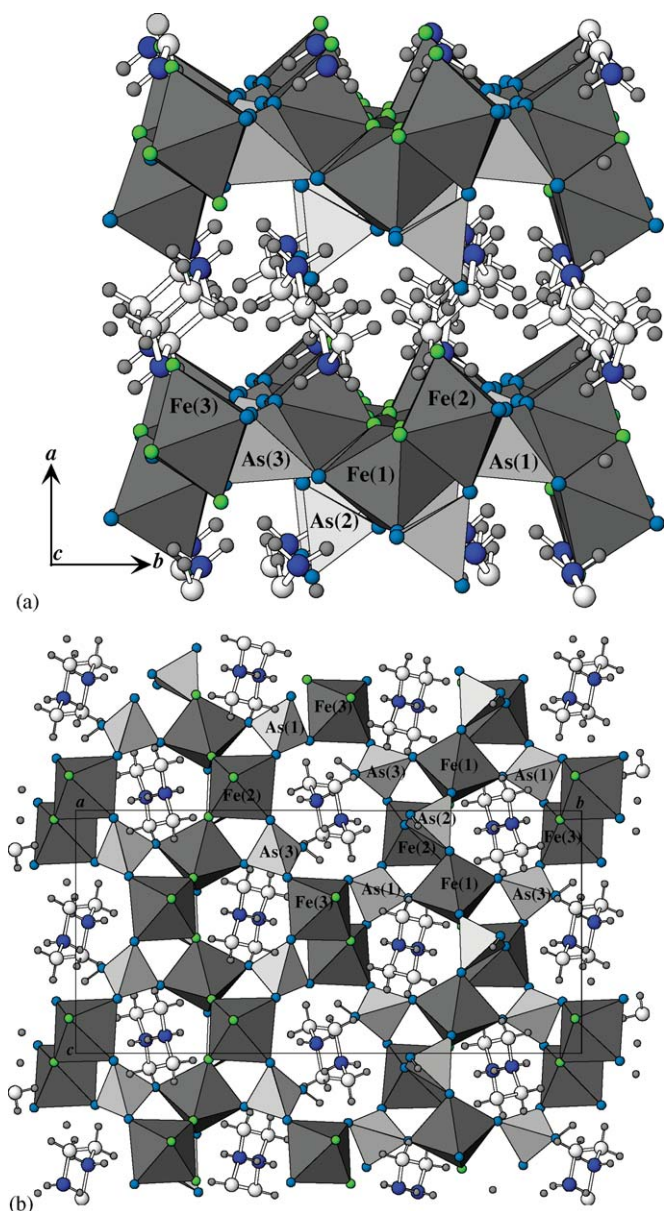 Fe(3)
Fe(2)
As(3)
Fe(1)
As(1)
As(2)
a
c
b
(a)
Fe(3)
As(1)
Fe(1)
As(3)
As(1)
Fe(2)
a
b
As(2)
Fe(3)
Fe(2)
As(3)
Fe(1)
As(1)
As(3)
Fe(3)
c
(b)